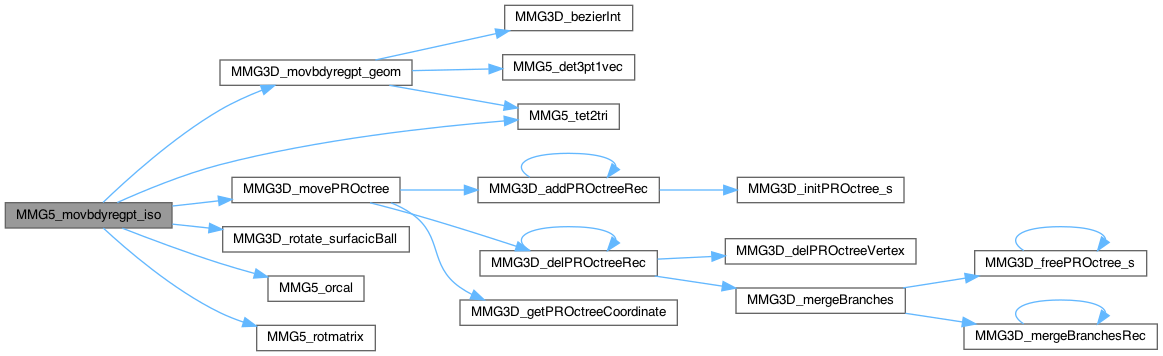 MMG5_movbdyregpt_iso
MMG3D_movbdyregpt_geom
MMG3D_bezierInt
MMG5_det3pt1vec
MMG5_tet2tri
MMG3D_movePROctree
MMG3D_addPROctreeRec
MMG3D_initPROctree_s
MMG3D_rotate_surfacicBall
MMG3D_delPROctreeRec
MMG3D_delPROctreeVertex
MMG3D_freePROctree_s
MMG5_orcal
MMG3D_getPROctreeCoordinate
MMG3D_mergeBranches
MMG3D_mergeBranchesRec
MMG5_rotmatrix